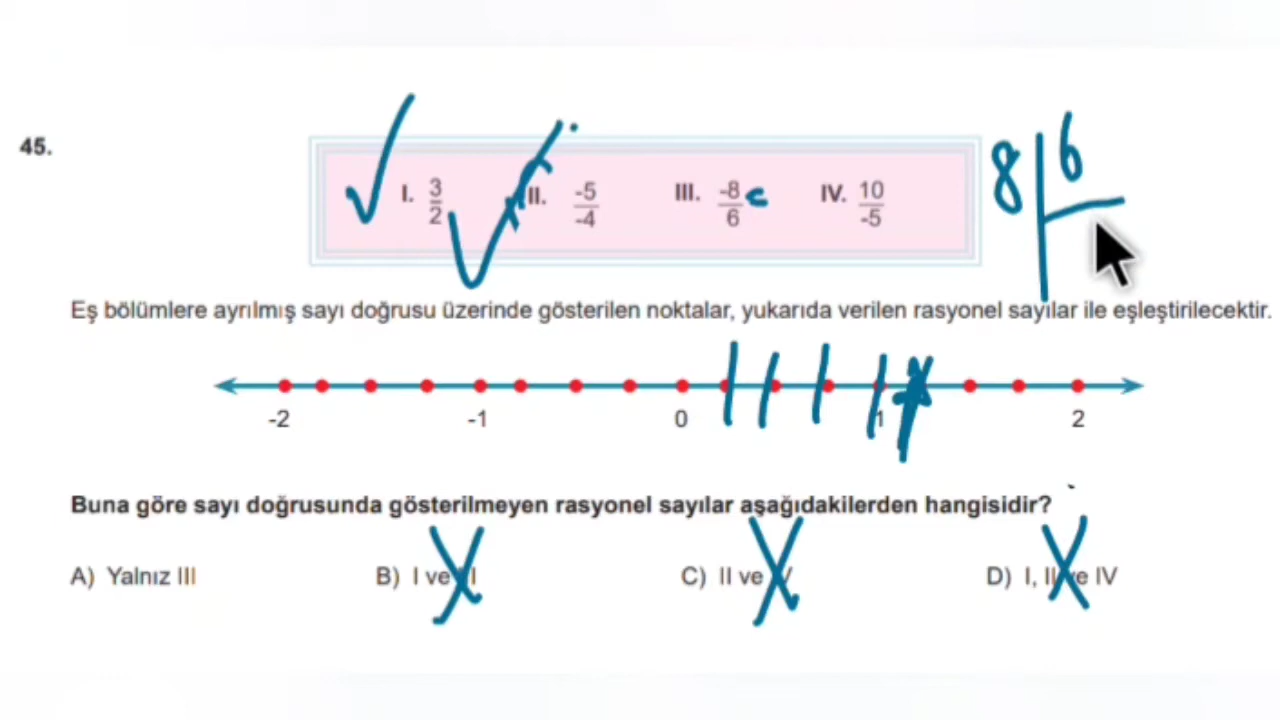 45.
I. 3/2 II. -5/-4 III. -8/6 IV. 10/-5
8 6
Eş bölümlere ayrılmış sayı doğrusu üzerinde gösterilen noktalar, yukarıda verilen rasyonel sayılar ile eşleştirilecektir.
-2 -1 0 1 2
Buna göre sayı doğrusunda gösterilmeyen rasyonel sayılar aşağıdakilerden hangisidir?
A) Yalnız III B) I ve C) II ve D) I, ve IV